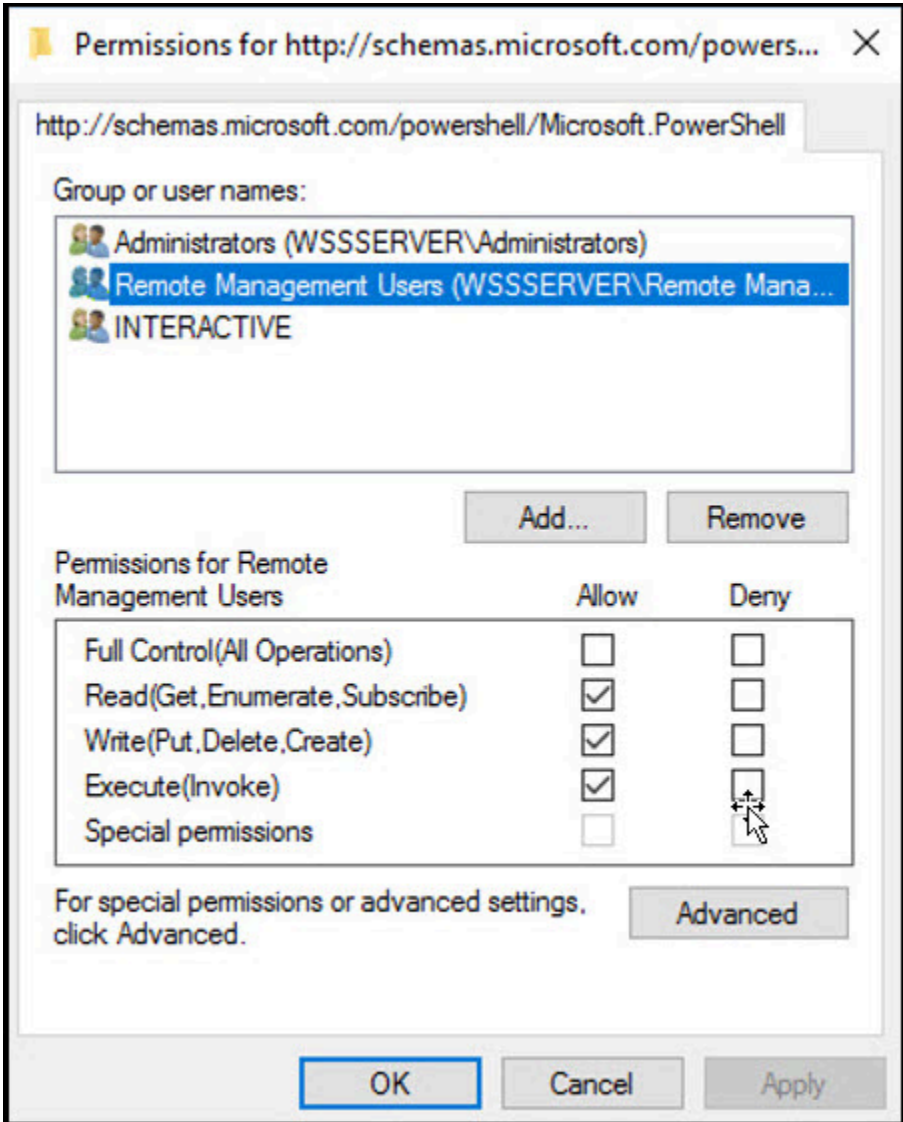 Permissions for http://schemas.microsoft.com/powers...
http://schemas.microsoft.com/powershell/Microsoft.PowerShell
Group or user names:
Administrators (WSSSERVER\Administrators)
Remote Management Users (WSSSERVER\Remote Mana...
INTERACTIVE
Add... Remove
Permissions for Remote
Management Users Allow Deny
Full Control(All Operations)
Read(Get,Enumerate,Subscribe)
Write(Put,Delete,Create)
Execute(Invoke)
Special permissions
For special permissions or advanced settings,
click Advanced.
Advanced
OK Cancel Apply